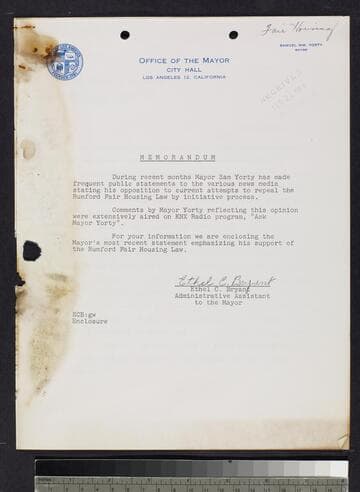 Fair Housing
OFFICE OF THE MAYOR
CITY HALL
LOS ANGELES 12, CALIFORNIA
SAMUEL WM. YORTY
MAYOR
ARCHIVES
MEMORANDUM
During recent months Mayor Sam Yorty has made
frequent public statements to the various news media
stating his opposition to current attempts to repeal the
Rumford Fair Housing Law by initiative process.
Comments by Mayor Yorty reflecting this opinion
were extensively aired on KNX Radio program, "Ask
Mayor Yorty".
For your information we are enclosing the
Mayor's most recent statement emphasizing his support of
the Rumford Fair Housing Law.
Ethel C. Bryant
Ethel C. Bryant
Administrative Assistant
to the Mayor
ECB:gw
Enclosure